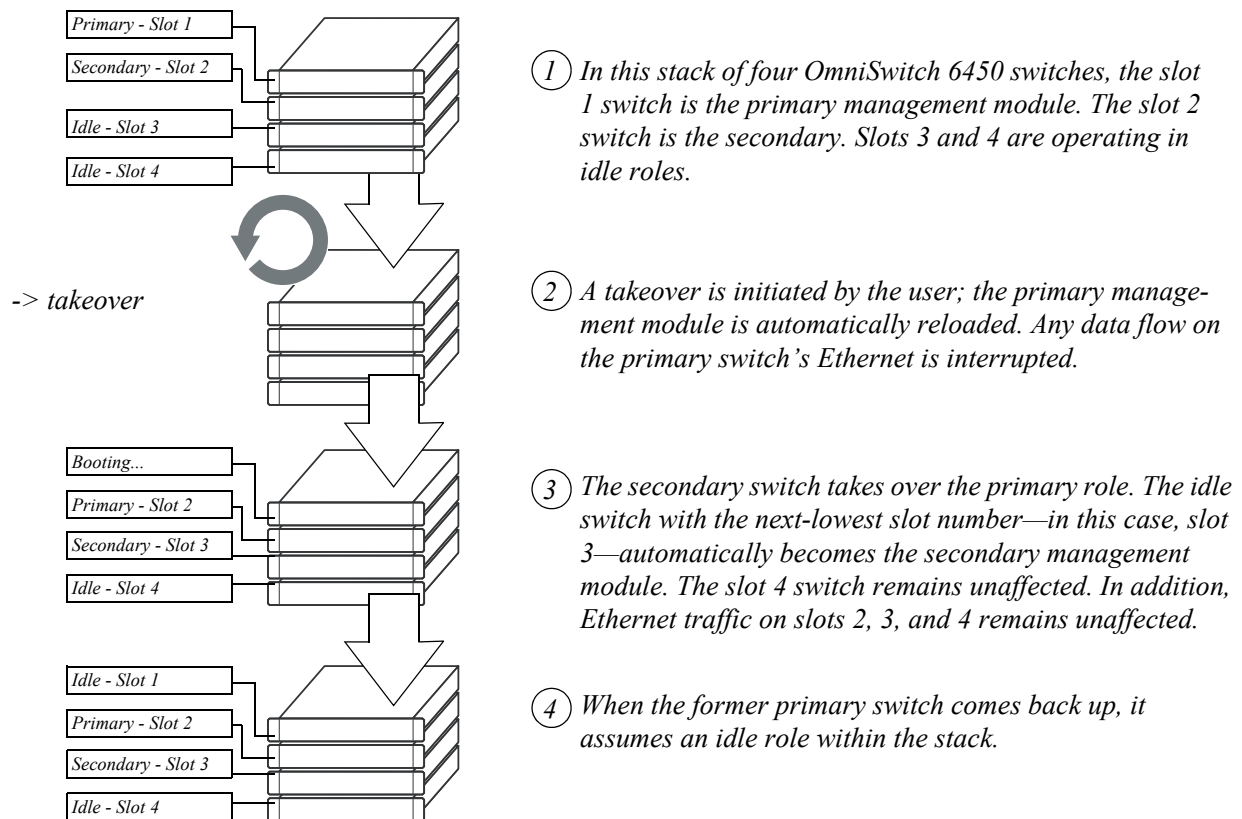 Primary - Slot 1
Secondary - Slot 2
Idle - Slot 3
Idle - Slot 4
1 In this stack of four OmniSwitch 6450 switches, the slot
1 switch is the primary management module. The slot 2
switch is the secondary. Slots 3 and 4 are operating in
idle roles.
-> takeover
2 A takeover is initiated by the user; the primary manage-
ment module is automatically reloaded. Any data flow on
the primary switch’s Ethernet is interrupted.
Booting...
Primary - Slot 2
Secondary - Slot 3
Idle - Slot 4
3 The secondary switch takes over the primary role. The idle
switch with the next-lowest slot number—in this case, slot
3—automatically becomes the secondary management
module. The slot 4 switch remains unaffected. In addition,
Ethernet traffic on slots 2, 3, and 4 remains unaffected.
Idle - Slot 1
Primary - Slot 2
Secondary - Slot 3
Idle - Slot 4
4 When the former primary switch comes back up, it
assumes an idle role within the stack.